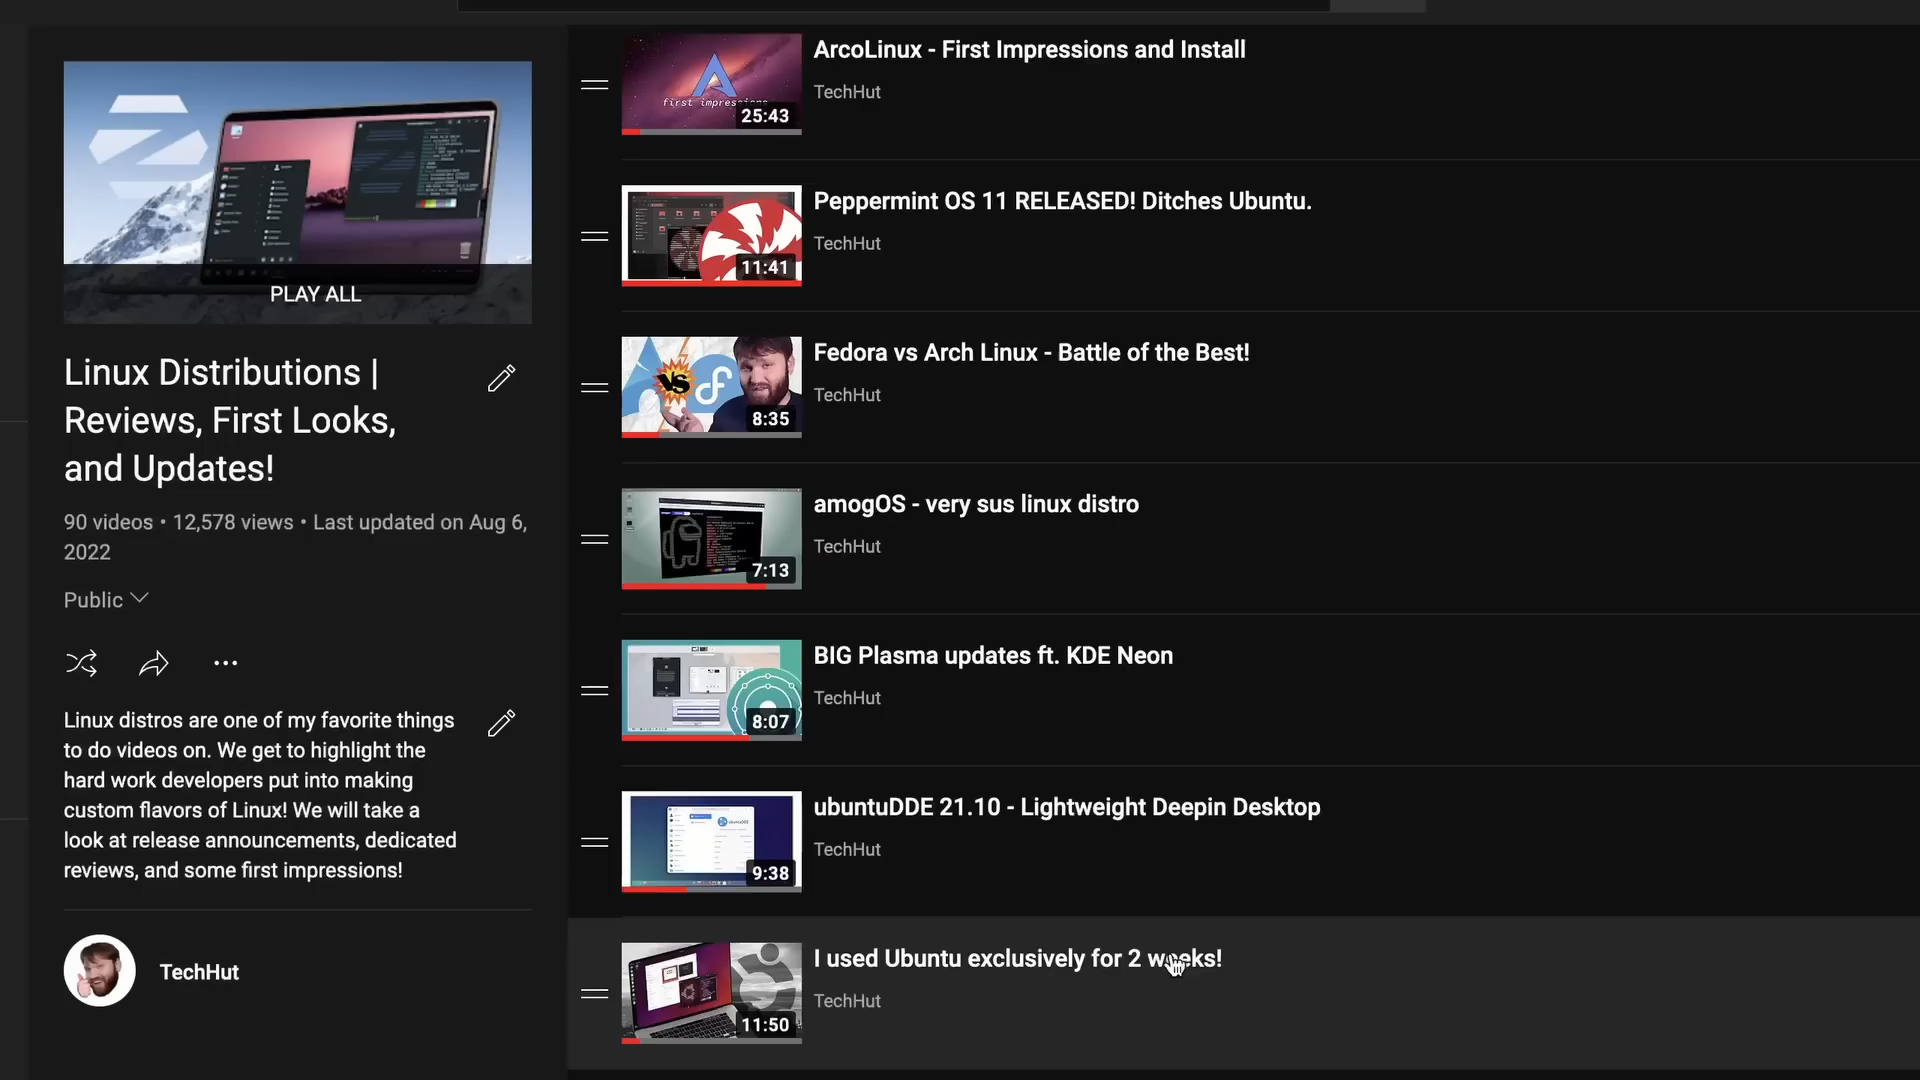 PLAY ALL
Linux Distributions |
Reviews, First Looks,
and Updates!
90 videos • 12,578 views • Last updated on Aug 6,
2022
Public
Linux distros are one of my favorite things
to do videos on. We get to highlight the
hard work developers put into making
custom flavors of Linux! We will take a
look at release announcements, dedicated
reviews, and some first impressions!
TechHut
first impressions
25:43
ArcoLinux - First Impressions and Install
TechHut
11:41
Peppermint OS 11 RELEASED! Ditches Ubuntu.
TechHut
VS
8:35
Fedora vs Arch Linux - Battle of the Best!
TechHut
7:13
amogOS - very sus linux distro
TechHut
8:07
BIG Plasma updates ft. KDE Neon
TechHut
9:38
ubuntuDDE 21.10 - Lightweight Deepin Desktop
TechHut
11:50
I used Ubuntu exclusively for 2 weeks!
TechHut